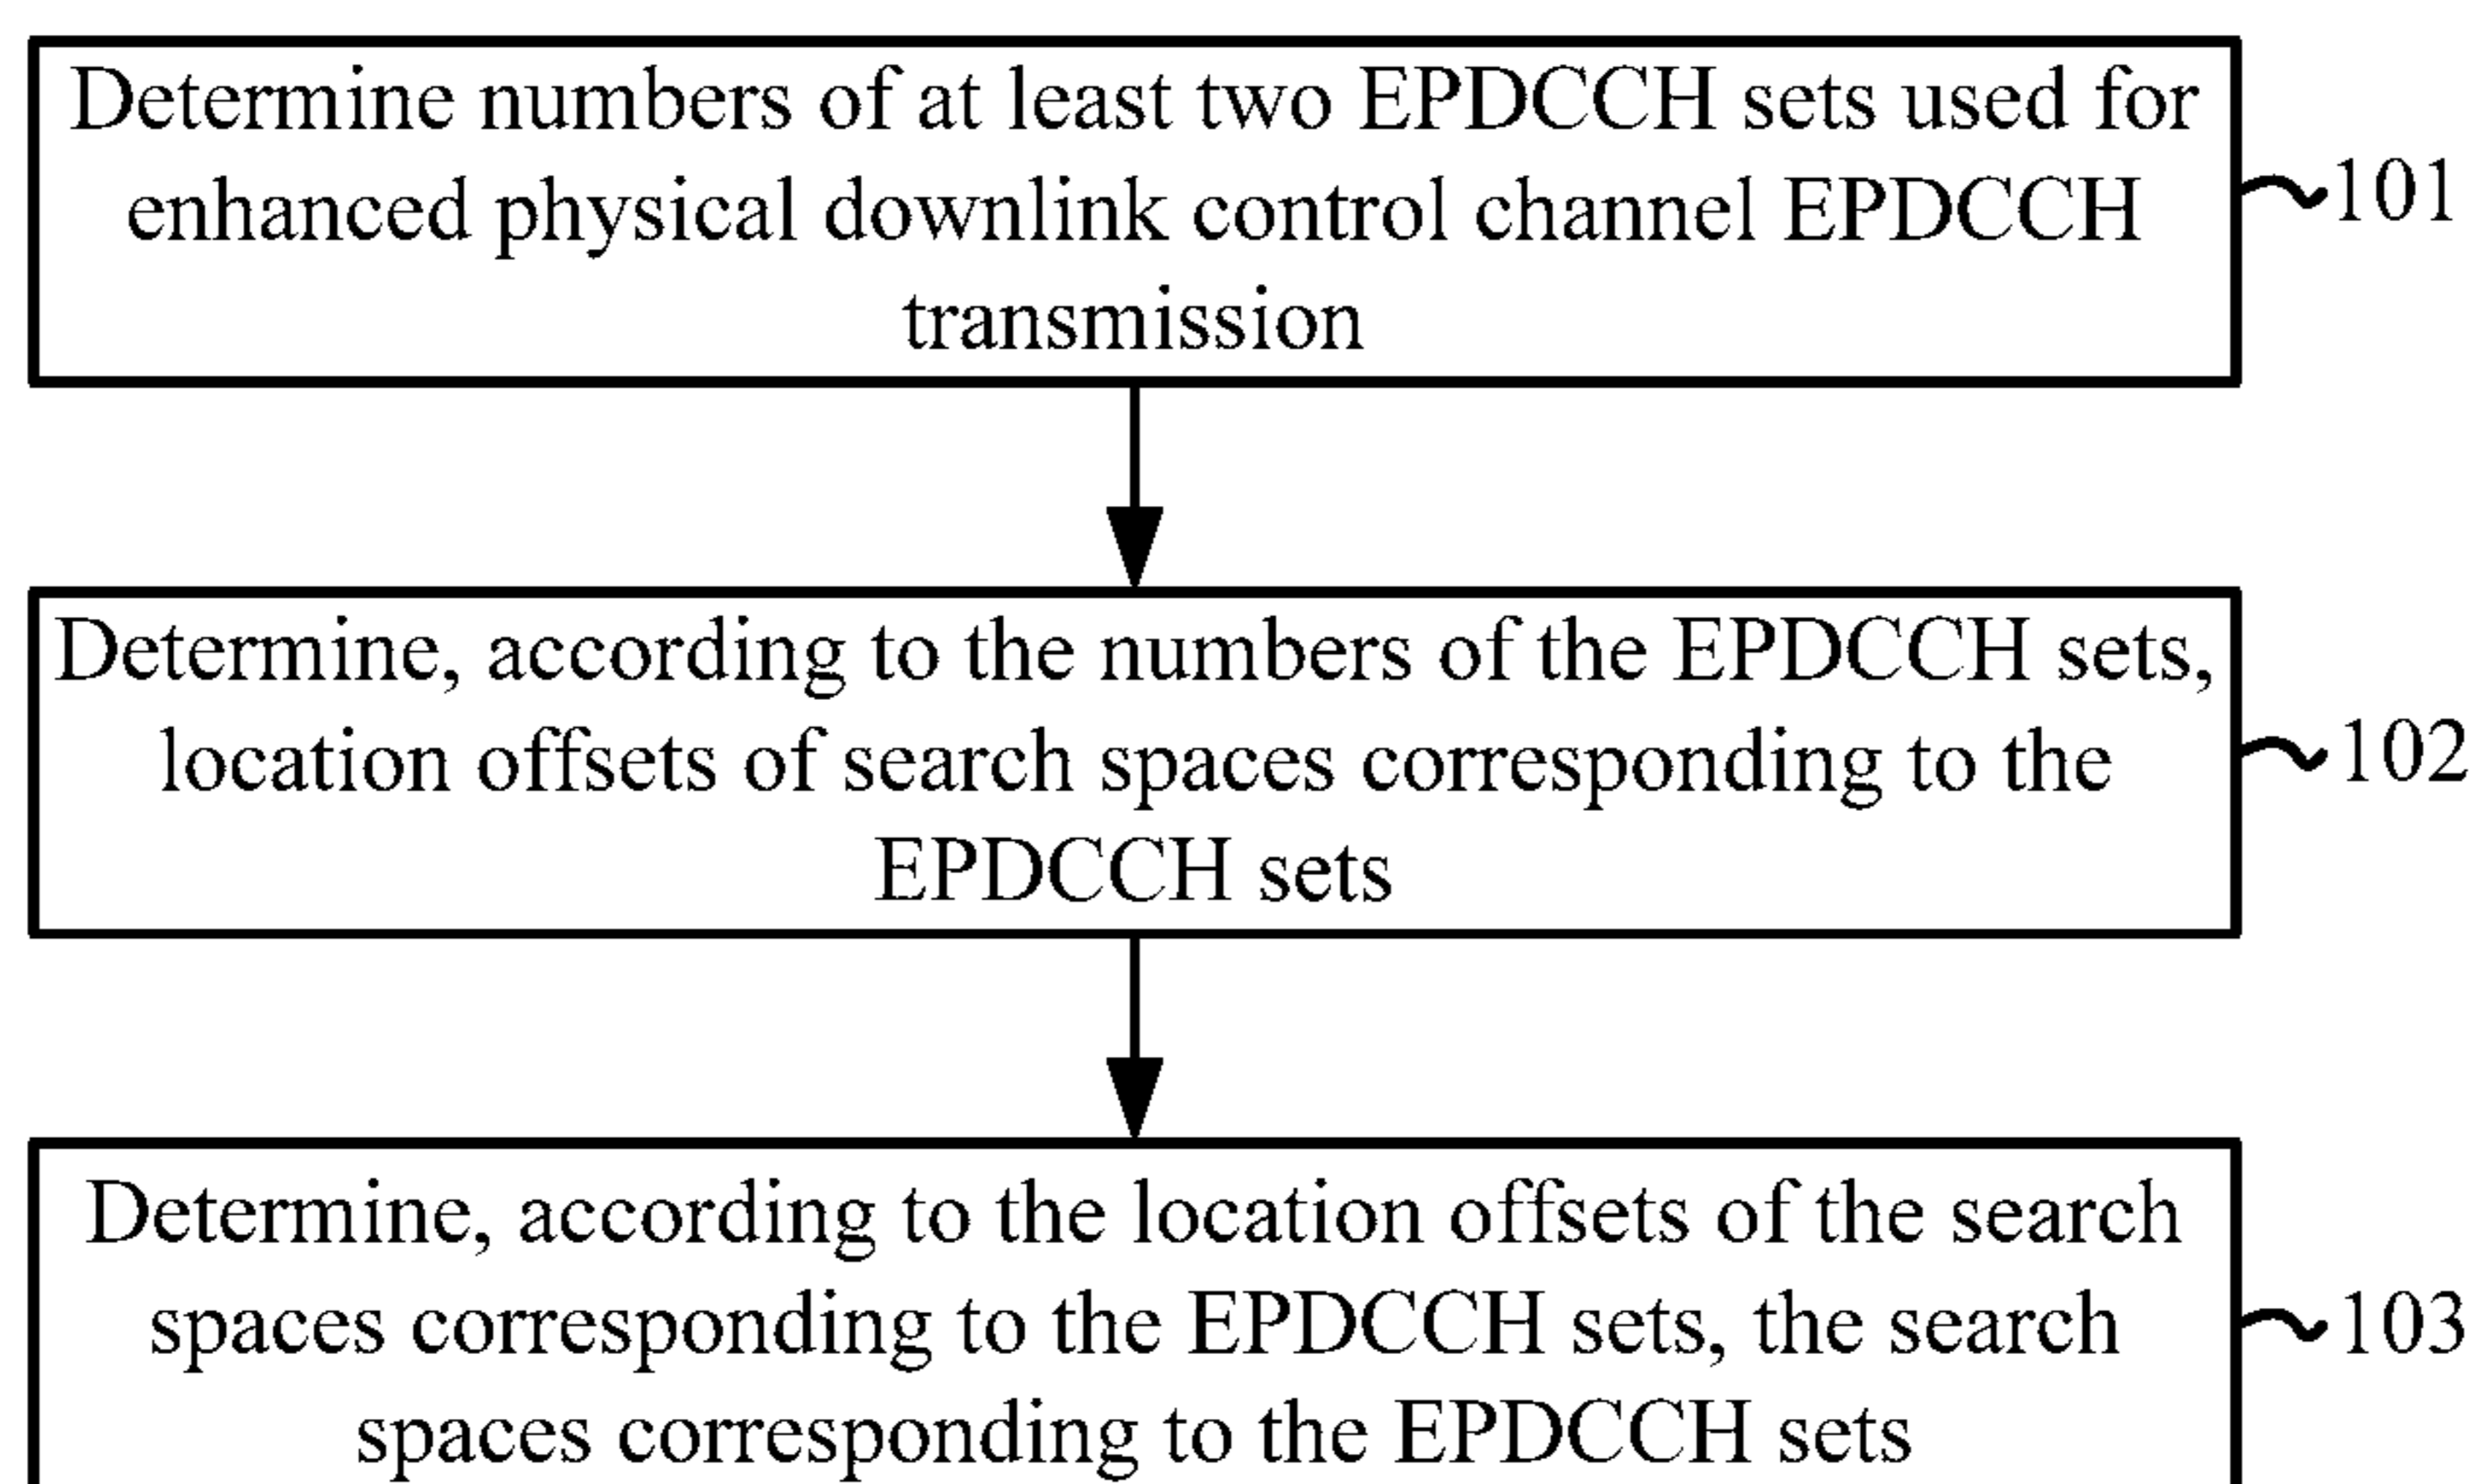 Determine numbers of at least two EPDCCH sets used for
enhanced physical downlink control channel EPDCCH
transmission
101
Determine, according to the numbers of the EPDCCH sets,
location offsets of search spaces corresponding to the
EPDCCH sets
102
Determine, according to the location offsets of the search
spaces corresponding to the EPDCCH sets, the search
spaces corresponding to the EPDCCH sets
103